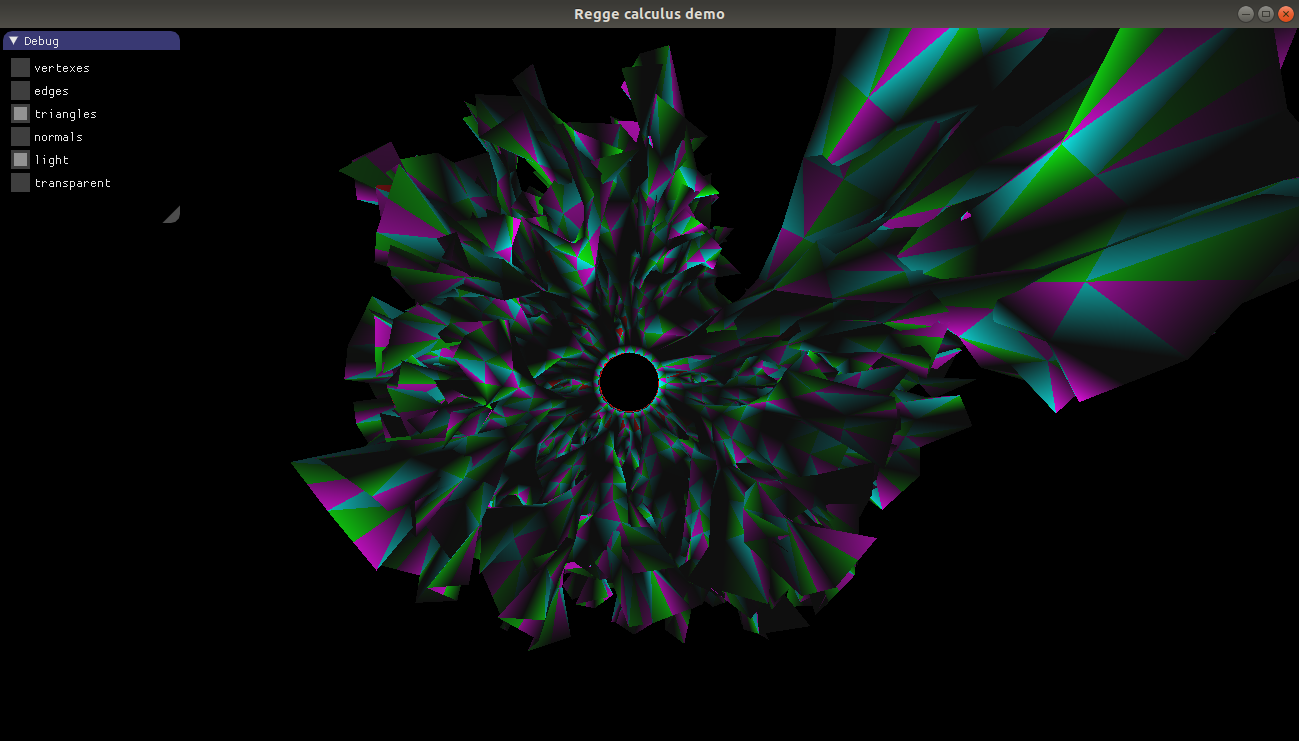 Regge calculus demo
Debug
vertexes
edges
triangles
normals
light
transparent